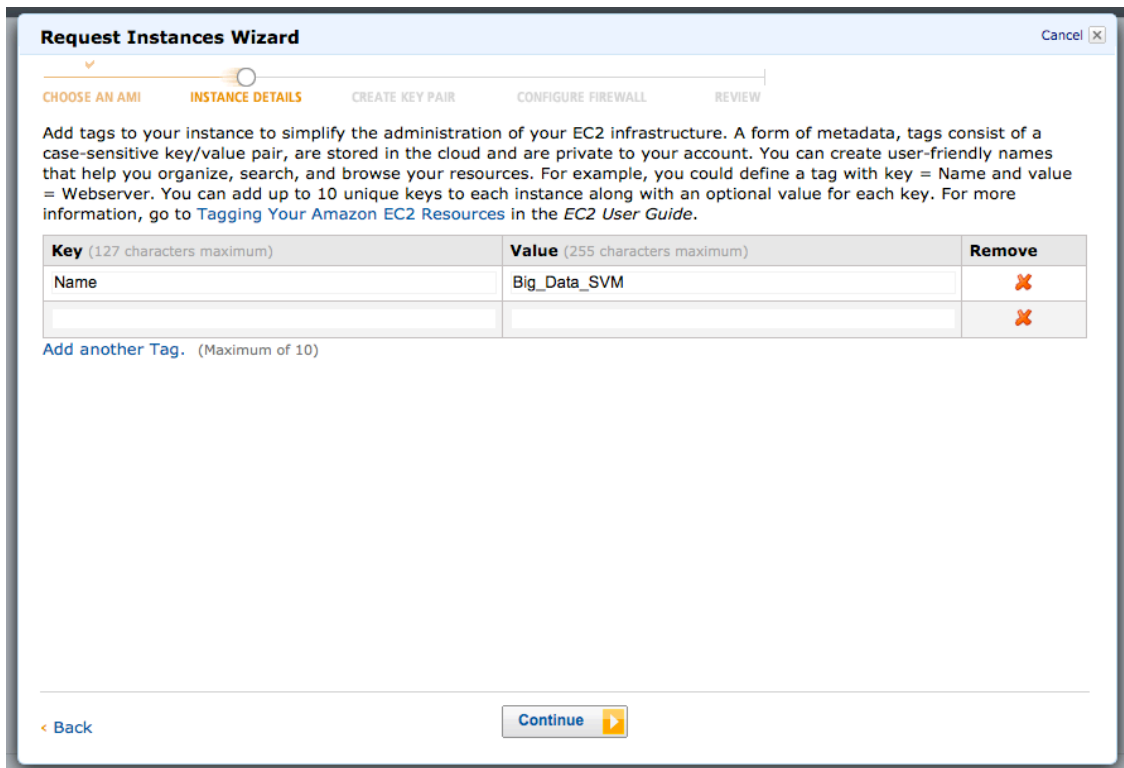 Request Instances Wizard
Cancel
CHOOSE AN AMI INSTANCE DETAILS CREATE KEY PAIR CONFIGURE FIREWALL REVIEW
Add tags to your instance to simplify the administration of your EC2 infrastructure. A form of metadata, tags consist of a
case-sensitive key/value pair, are stored in the cloud and are private to your account. You can create user-friendly names
that help you organize, search, and browse your resources. For example, you could define a tag with key = Name and value
= Webserver. You can add up to 10 unique keys to each instance along with an optional value for each key. For more
information, go to Tagging Your Amazon EC2 Resources in the EC2 User Guide.
Key (127 characters maximum) Value (255 characters maximum) Remove
Name Big_Data_SVM
Add another Tag. (Maximum of 10)
< Back Continue